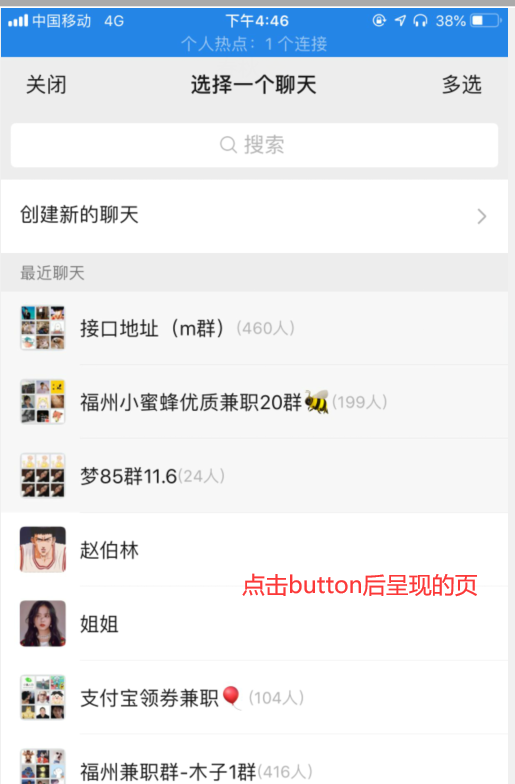 中国移动 4G 下午4:46 38%
个人热点：1 个连接
关闭 选择一个聊天 多选
搜索
创建新的聊天
最近聊天
接口地址（m群）(460人)
福州小蜜蜂优质兼职20群🐝(199人)
梦85群11.6(24人)
赵伯林
点击button后呈现的页
姐姐
支付宝领券兼职🎈(104人)
福州兼职群-木子1群(416人)